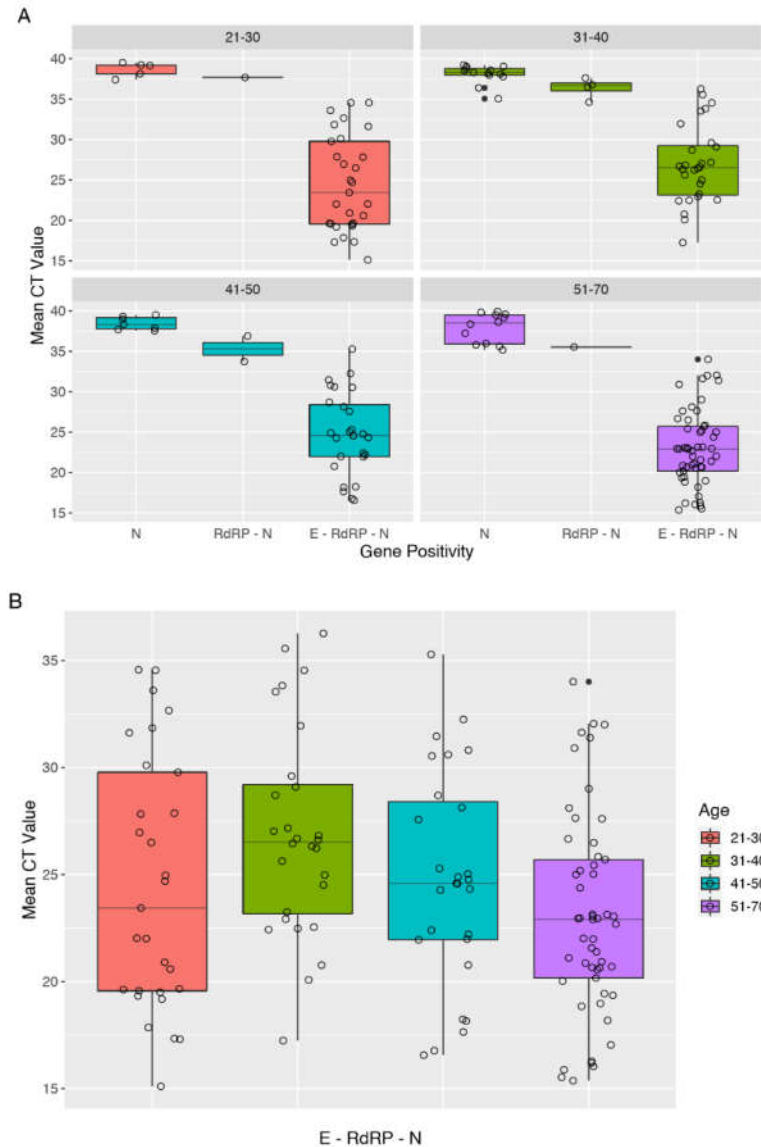 A
21-30
31-40
40
35
30
25
20
15
41-50
51-70
40
35
30
25
20
15
Mean CT Value
N
RdRP - N
E - RdRP - N
N
RdRP - N
E - RdRP - N
Gene Positivity
B
35
30
25
20
15
Mean CT Value
E - RdRP - N
Age
21-30
31-40
41-50
51-70